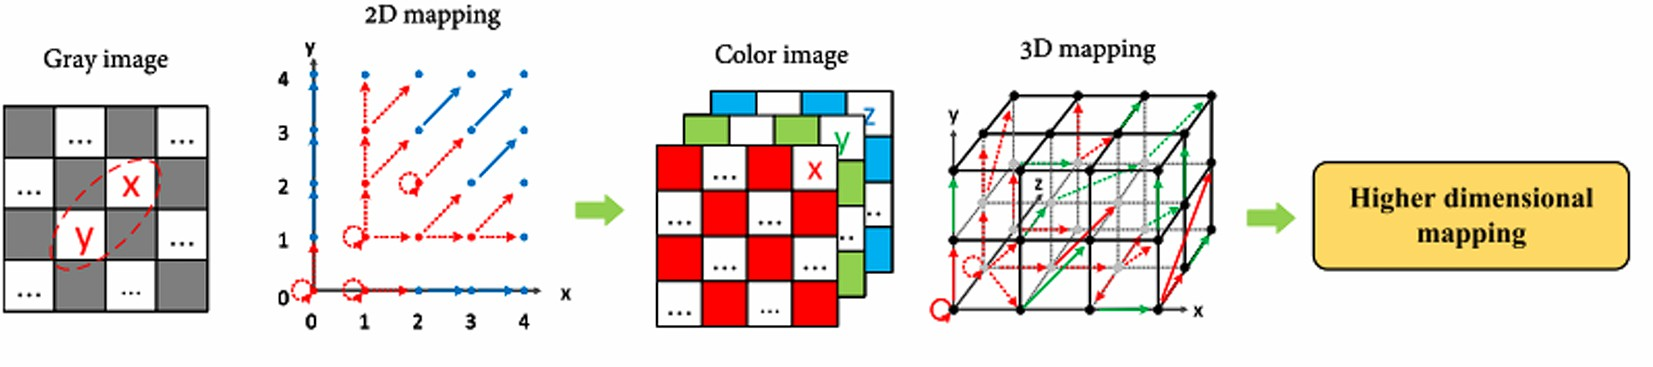 Gray image
... ...
... x
y ...
... ...
2D mapping
y
4
3
2
1
0
x
0 1 2 3 4
Color image
z
y
... x
... ... ..
... ..
... ...
3D mapping
y
z
x
Higher dimensional
mapping